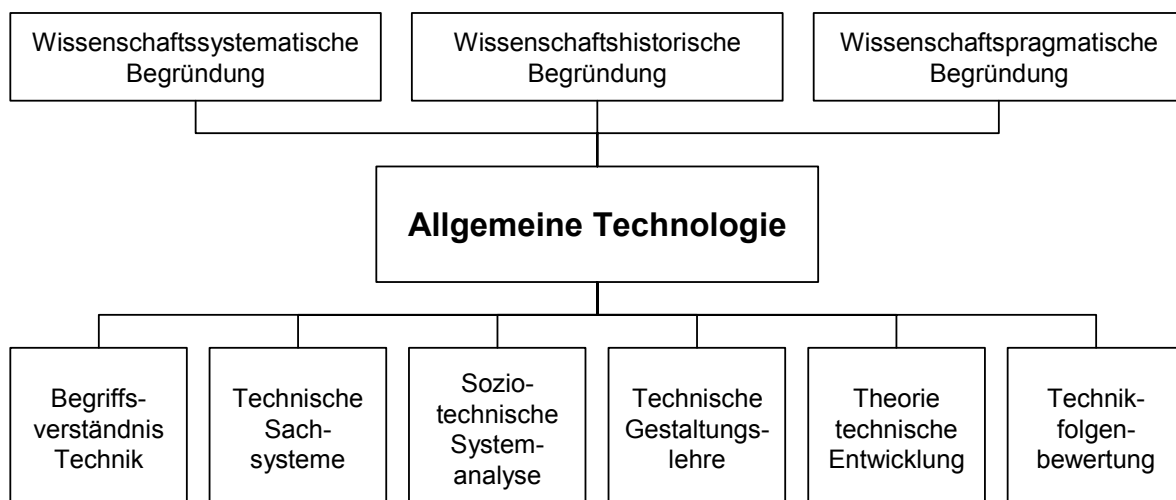 Wissenschaftssystematische
Begründung
Wissenschaftshistorische
Begründung
Wissenschaftspragmatische
Begründung
Allgemeine Technologie
Begriffs-
verständnis
Technik
Technische
Sach-
systeme
Sozio-
technische
System-
analyse
Technische
Gestaltungs-
lehre
Theorie
technische
Entwicklung
Technik-
folgen-
bewertung